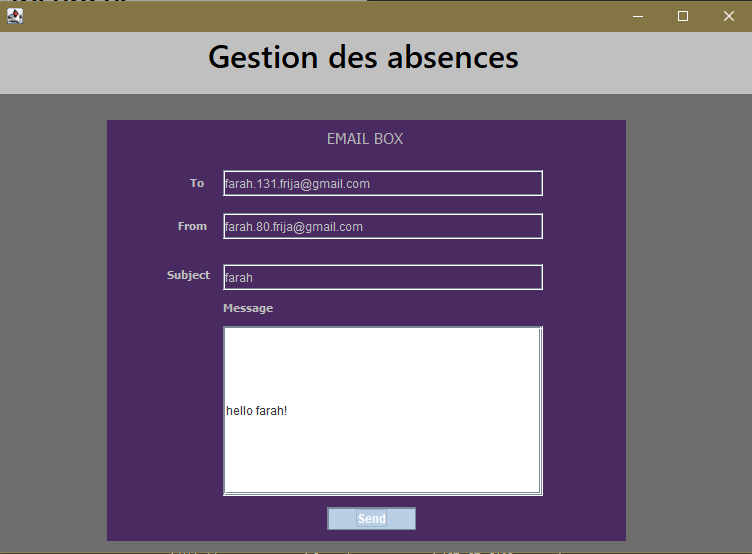 Gestion des absences
EMAIL BOX
To
farah.131.frija@gmail.com
From
farah.80.frija@gmail.com
Subject
farah
Message
hello farah!
Send